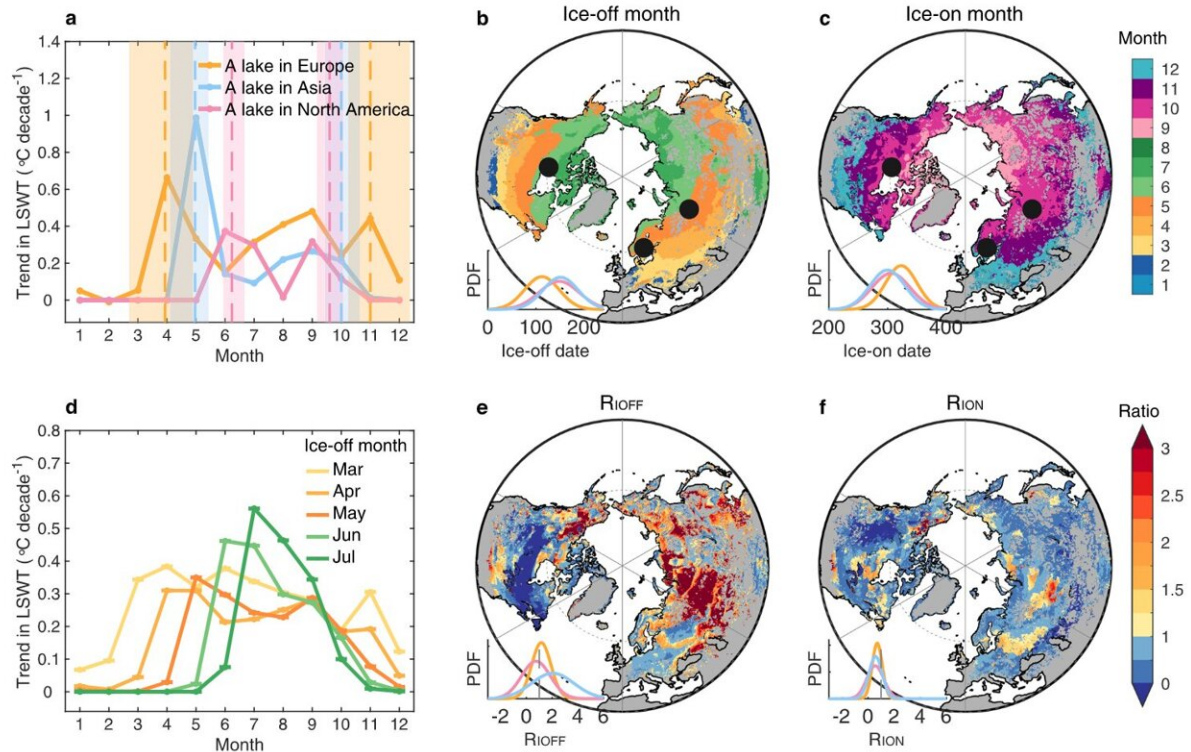 a
Trend in LSWT (°C decade⁻¹)
1.4
1.2
1
0.8
0.6
0.4
0.2
0
A lake in Europe
A lake in Asia
A lake in North America
1 2 3 4 5 6 7 8 9 10 11 12
Month
b
Ice-off month
PDF
0 100 200
Ice-off date
c
Ice-on month
PDF
200 300 400
Ice-on date
Month
12
11
10
9
8
7
6
5
4
3
2
1
d
Trend in LSWT (°C decade⁻¹)
0.8
0.7
0.6
0.5
0.4
0.3
0.2
0.1
0
Ice-off month
Mar
Apr
May
Jun
Jul
1 2 3 4 5 6 7 8 9 10 11 12
Month
e
RIOFF
PDF
-2 0 2 4 6
RIOFF
f
RION
PDF
-2 0 2 4 6
RION
Ratio
3
2.5
2
1.5
1
.5
0